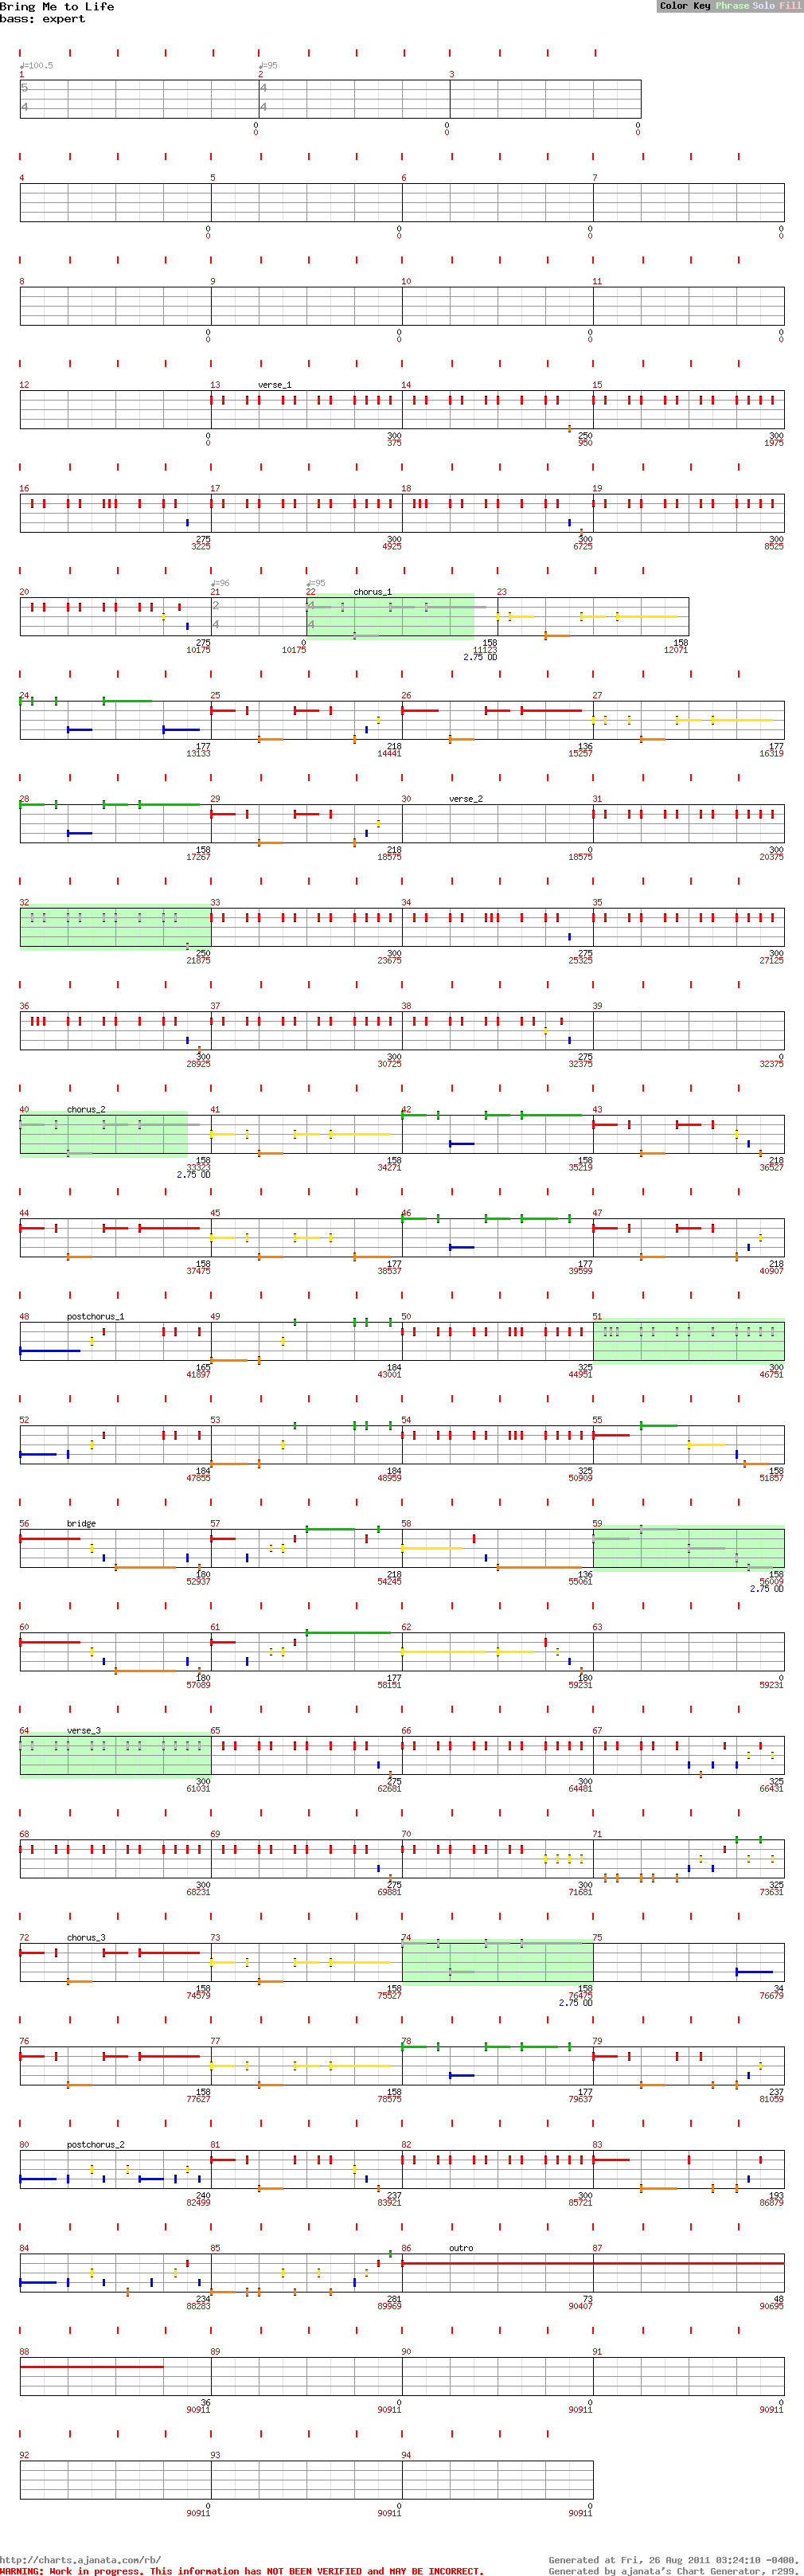 Bring Me to Life
Color Key Phrase Solo Fill
bass: expert
♩=100.5 ♩=95
1 2 3
5 4
4 4
0 0 0
0 0 0
4 5 6 7
0 0 0 0
0 0 0 0
8 9 10 11
0 0 0 0
0 0 0 0
12 13 verse_1 14 15
0 300 250 300
0 375 950 1975
16 17 18 19
275 300 300 300
3225 4925 6725 8525
♩=96 ♩=95
20 21 22 chorus_1 23
2 4
4 4
275 0 158 158
10175 10175 11123 12071
2.75 OD
24 25 26 27
177 218 136 177
13133 14441 15257 16319
28 29 30 verse_2 31
158 218 0 300
17267 18575 18575 20375
32 33 34 35
250 300 275 300
21875 23675 25325 27125
36 37 38 39
300 300 275 0
28925 30725 32375 32375
40 chorus_2 41 42 43
158 158 158 218
33323 34271 35219 36527
2.75 OD
44 45 46 47
158 177 177 218
37475 38537 39599 40907
48 postchorus_1 49 50 51
165 184 325 300
41897 43001 44951 46751
52 53 54 55
184 184 325 158
47855 48959 50909 51857
56 bridge 57 58 59
180 218 136 158
52937 54245 55061 56009
2.75 OD
60 61 62 63
180 177 180 0
57089 58151 59231 59231
64 verse_3 65 66 67
300 275 300 325
61031 62681 64481 66431
68 69 70 71
300 275 300 325
68231 69881 71681 73631
72 chorus_3 73 74 75
158 158 158 34
74579 75527 76475 76679
2.75 OD
76 77 78 79
158 158 177 237
77627 78575 79637 81059
80 postchorus_2 81 82 83
240 237 300 193
82499 83921 85721 86879
84 85 86 outro 87
234 281 73 48
88283 89969 90407 90695
88 89 90 91
36 0 0 0
90911 90911 90911 90911
92 93 94
0 0 0
90911 90911 90911
http://charts.ajanata.com/rb/
Generated at Fri, 26 Aug 2011 03:24:10 -0400.
WARNING: Work in progress. This information has NOT BEEN VERIFIED and MAY BE INCORRECT.
Generated by ajanata's Chart Generator, r299.